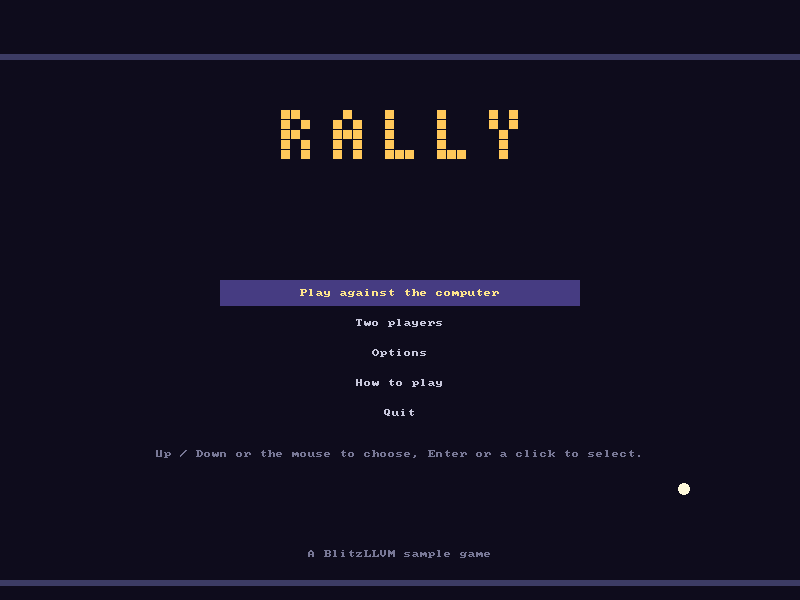 RALLY
Play against the computer
Two players
Options
How to play
Quit
Up / Down or the mouse to choose, Enter or a click to select.
A BlitzLLVM sample game